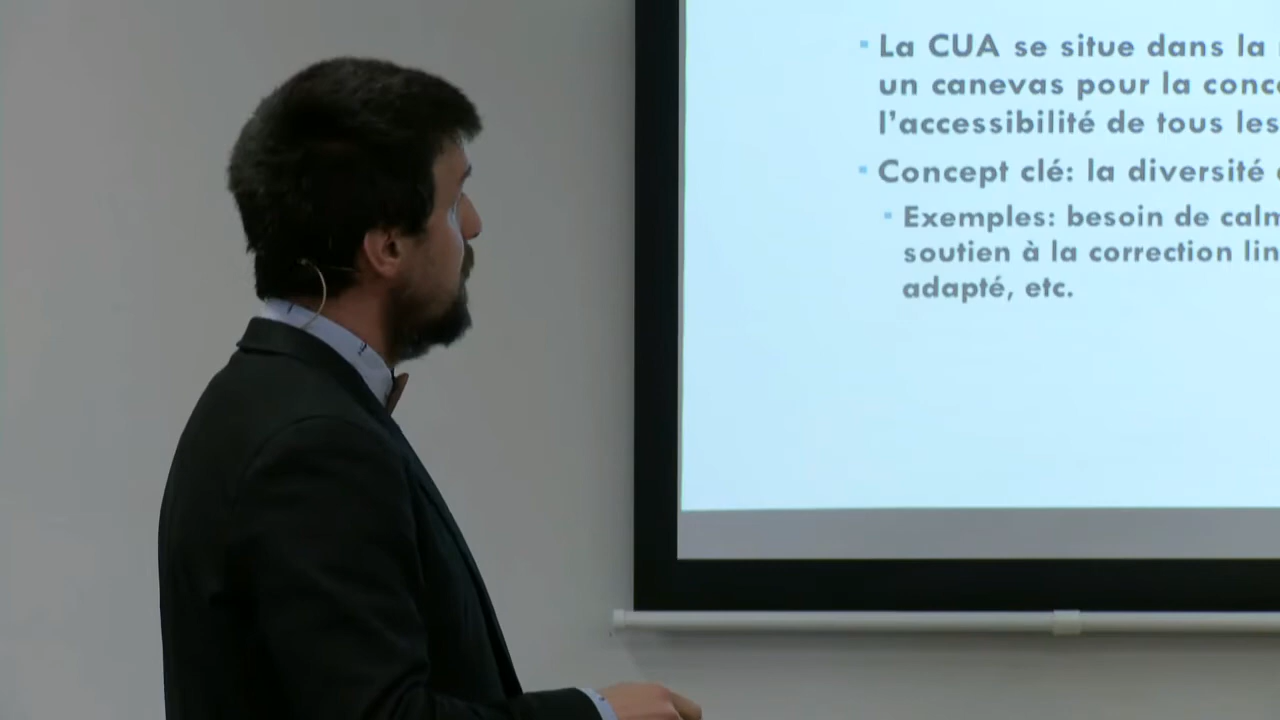 La CUA se situe dans la
un canevas pour la
l'accessibilité de tous les
Concept clé: la diversité
Exemples: besoin de
soutien à la correction
adapté, etc.